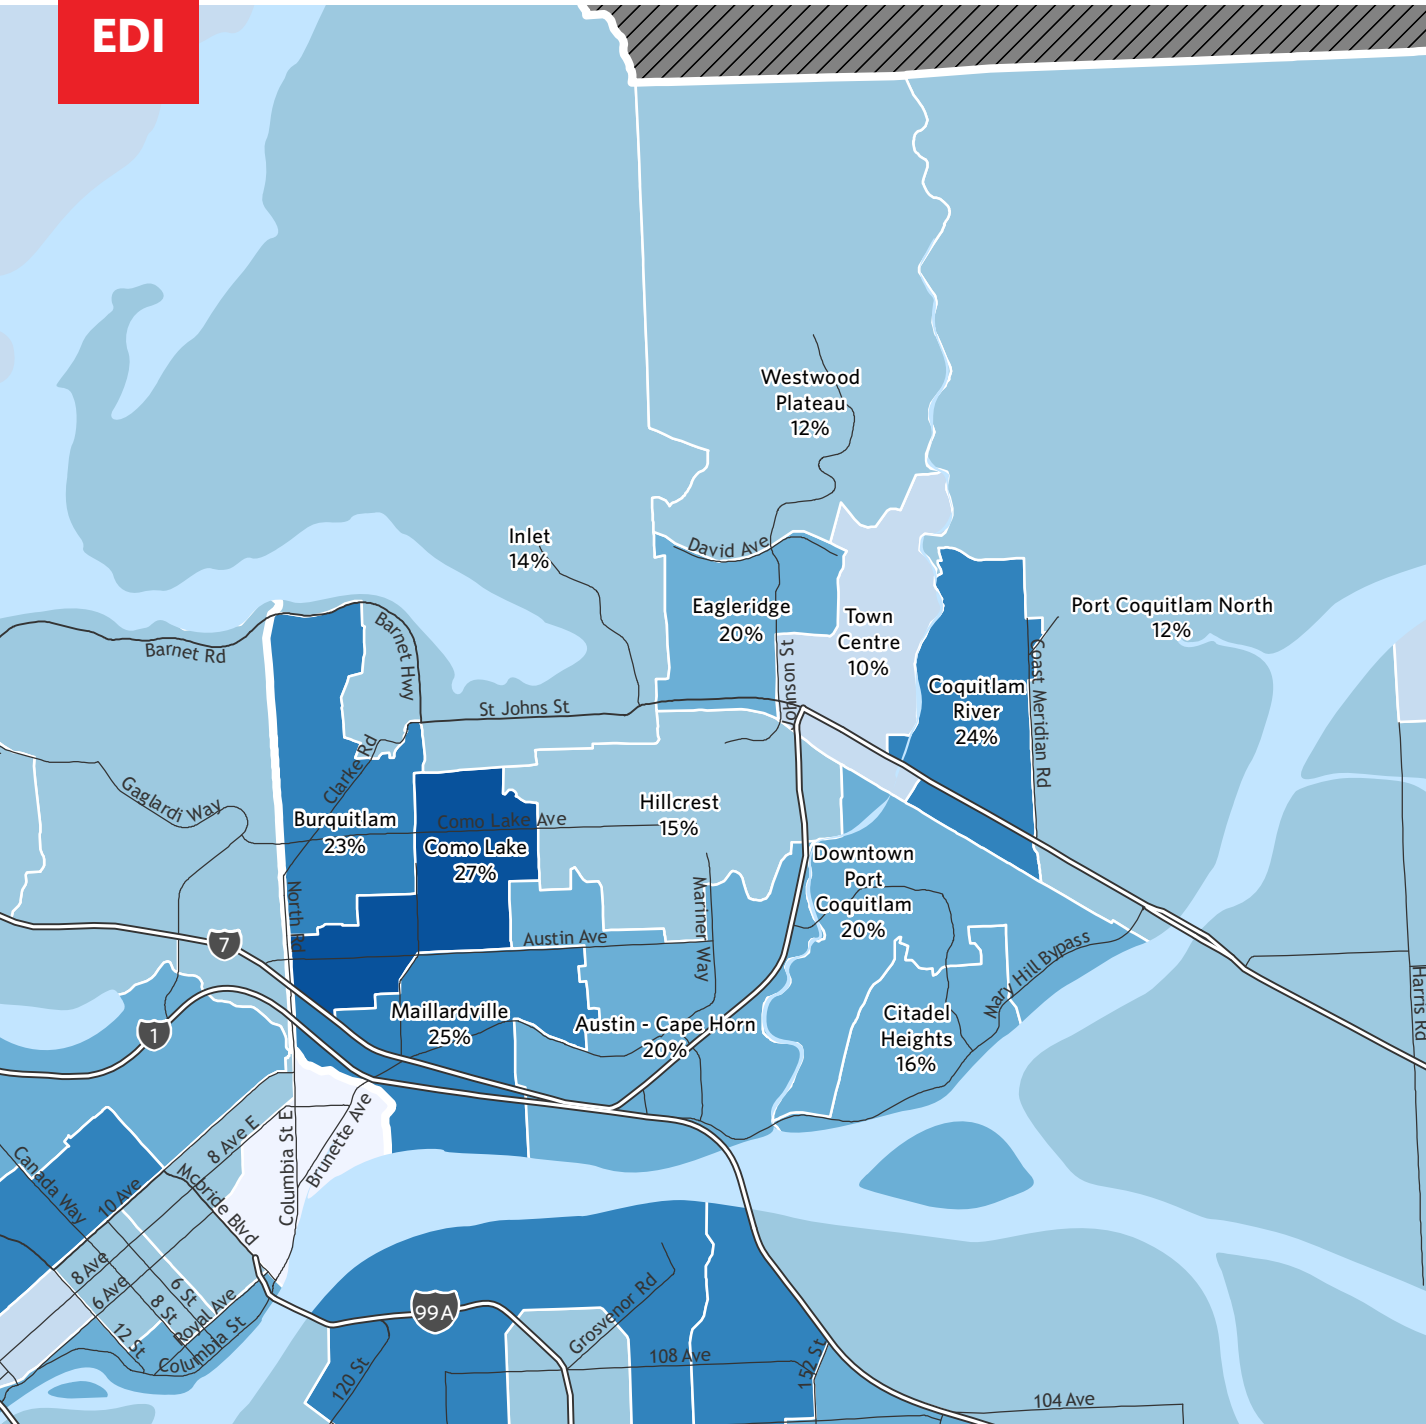 EDI
Westwood
Plateau
12%
Inlet
14%
David Ave
Eagleridge
20%
Town
Centre
10%
Port Coquitlam North
12%
Barnet Rd
Barnet Hwy
St Johns St
Johnson St
Coquitlam
River
24%
Coast Meridian Rd
Gaglardi Way
Clarke Rd
Burquitlam
23%
Como Lake Ave
Como Lake
27%
Hillcrest
15%
Downtown
Port
Coquitlam
20%
North Rd
Mariner Way
Austin Ave
7
1
Maillardville
25%
Austin - Cape Horn
20%
Citadel
Heights
16%
Mary Hill Bypass
Harris Rd
8 Ave E
Columbia St E
Brunette Ave
Canada Way
10 Ave
Mcbride Blvd
8 Ave
6 Ave
6 St
8 St
12 St
Royal Ave
Columbia St
99A
Grosvenor Rd
120 St
108 Ave
152 St
104 Ave